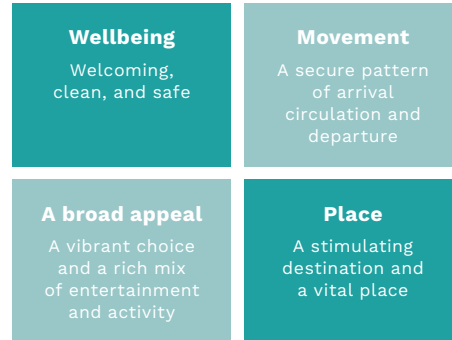 Wellbeing
Welcoming,
clean, and safe
Movement
A secure pattern
of arrival
circulation and
departure
A broad appeal
A vibrant choice
and a rich mix
of entertainment
and activity
Place
A stimulating
destination and
a vital place